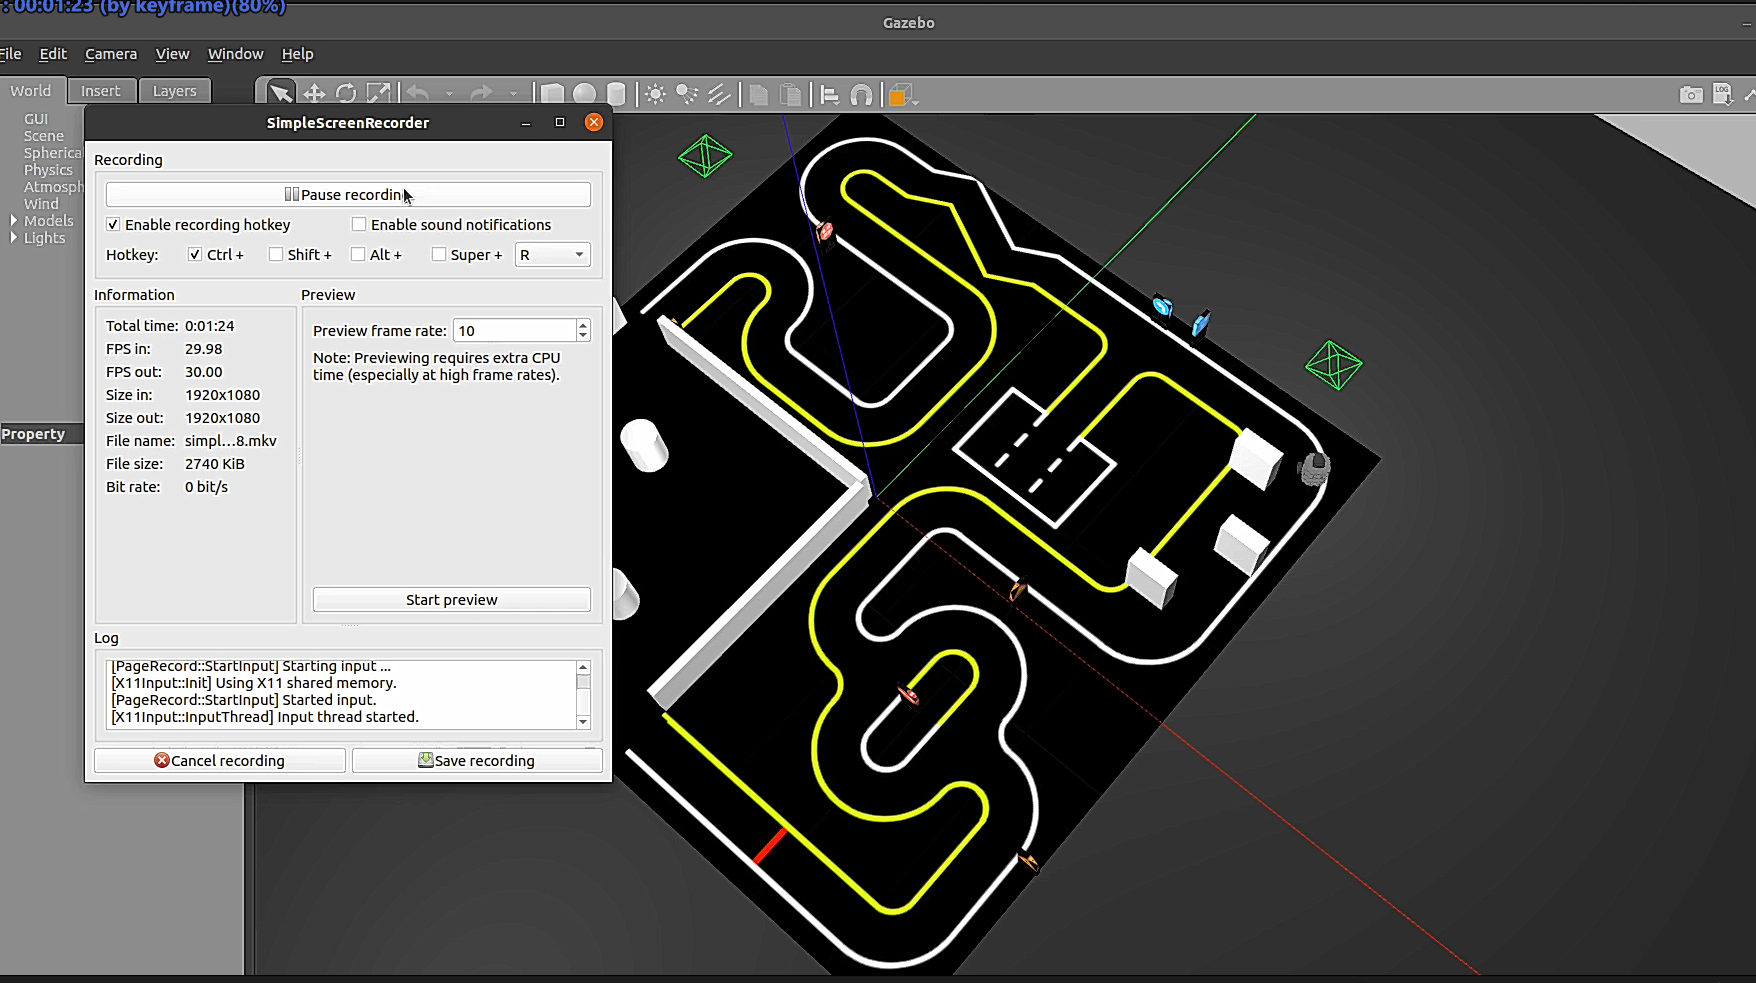 : 00:01:23 (by keyframe)(80%)
Gazebo
File Edit Camera View Window Help
World Insert Layers
LOG
GUI
Scene
Spherica
Physics
Atmosph
Wind
Models
Lights
Property
SimpleScreenRecorder
Recording
Pause recording
Enable recording hotkey Enable sound notifications
Hotkey: Ctrl + Shift + Alt + Super + R
Information
Total time: 0:01:24
FPS in: 29.98
FPS out: 30.00
Size in: 1920x1080
Size out: 1920x1080
File name: simpl...8.mkv
File size: 2740 KiB
Bit rate: 0 bit/s
Preview
Preview frame rate: 10
Note: Previewing requires extra CPU
time (especially at high frame rates).
Start preview
Log
[PageRecord::StartInput] Starting input ...
[X11Input::Init] Using X11 shared memory.
[PageRecord::StartInput] Started input.
[X11Input::InputThread] Input thread started.
Cancel recording Save recording